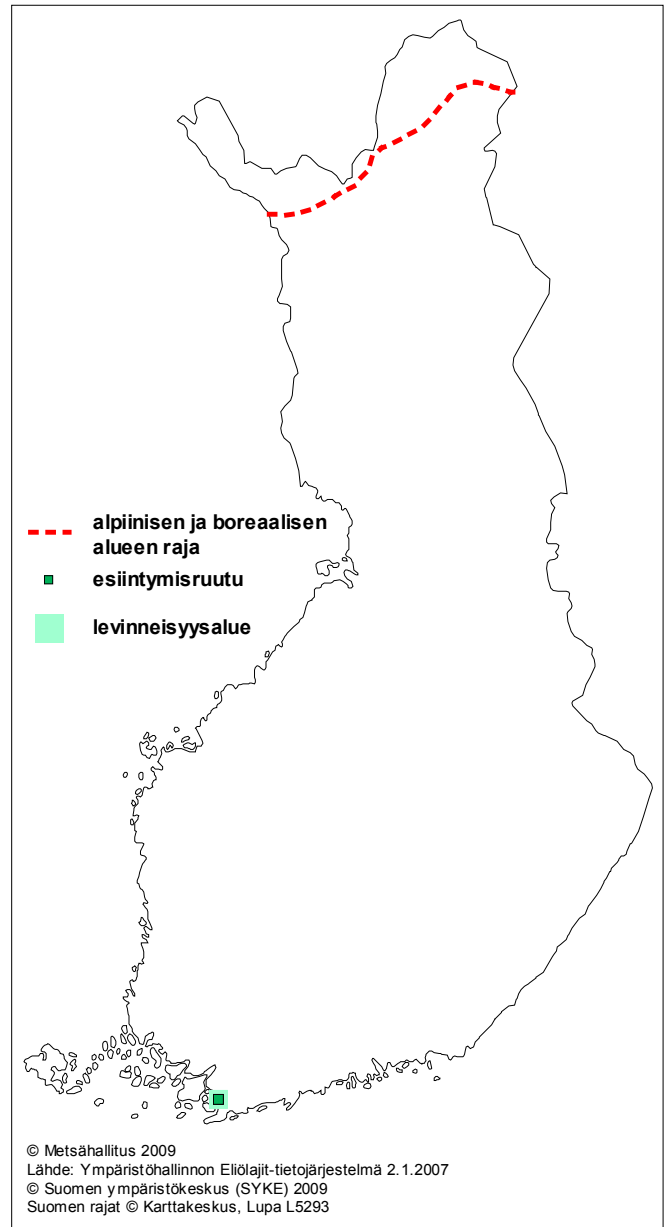 alpiinisen ja boreaalisen
alueen raja
esiintymisruutu
levinneisyysalue
© Metsähallitus 2009
Lähde: Ympäristöhallinnon Eliölajit-tietojärjestelmä 2.1.2007
© Suomen ympäristökeskus (SYKE) 2009
Suomen rajat © Karttakeskus, Lupa L5293